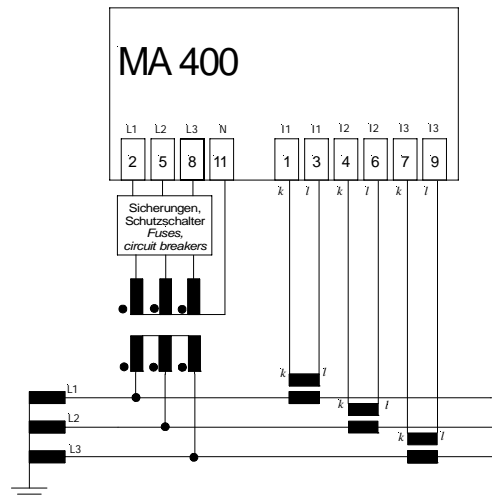 MA 400
L1 L2 L3 N I1 I1 I2 I2 I3 I3
2 5 8 11 1 3 4 6 7 9
k l k l k l
Sicherungen,
Schutzschalter
Fuses,
circuit breakers
k l
L1
k l
L2
k l
L3